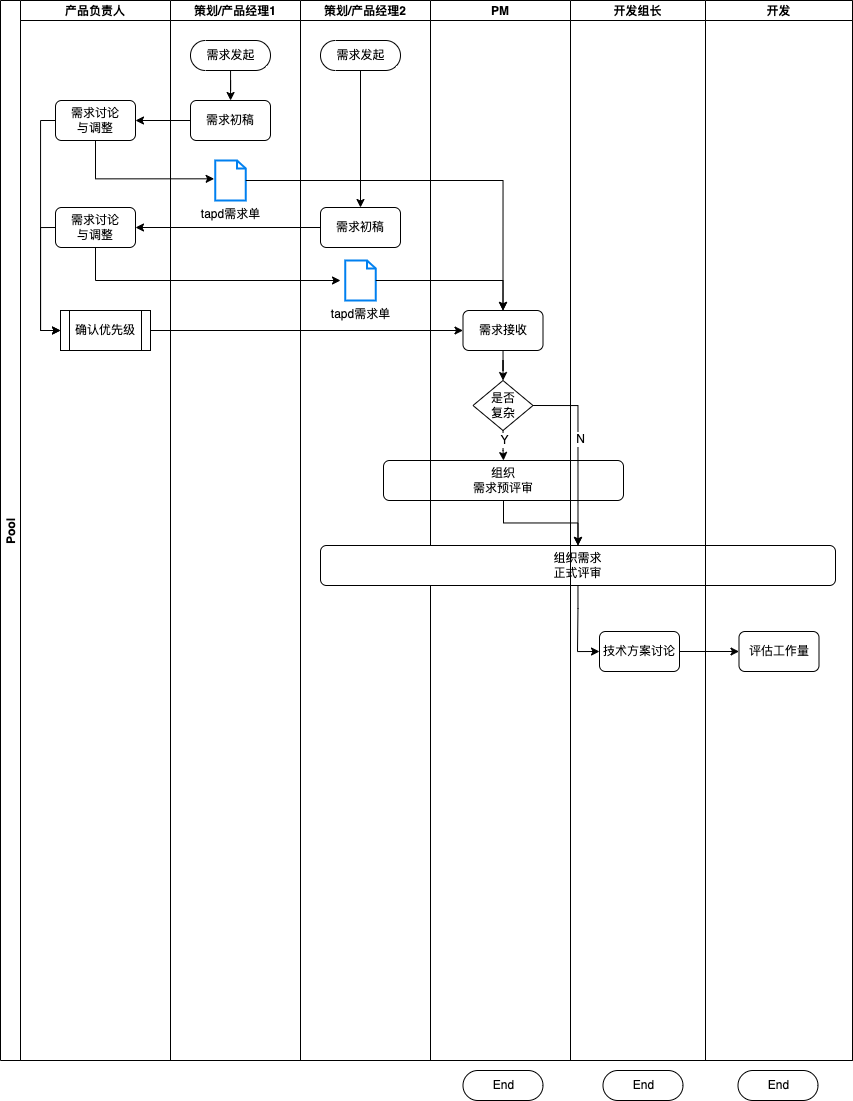 产品负责人
策划/产品经理1
策划/产品经理2
PM
开发组长
开发
需求发起
需求发起
需求讨论
与调整
需求初稿
tapd需求单
需求讨论
与调整
需求初稿
tapd需求单
确认优先级
需求接收
是否
复杂
Y
N
组织
需求预评审
Pool
组织需求
正式评审
技术方案讨论
评估工作量
End
End
End